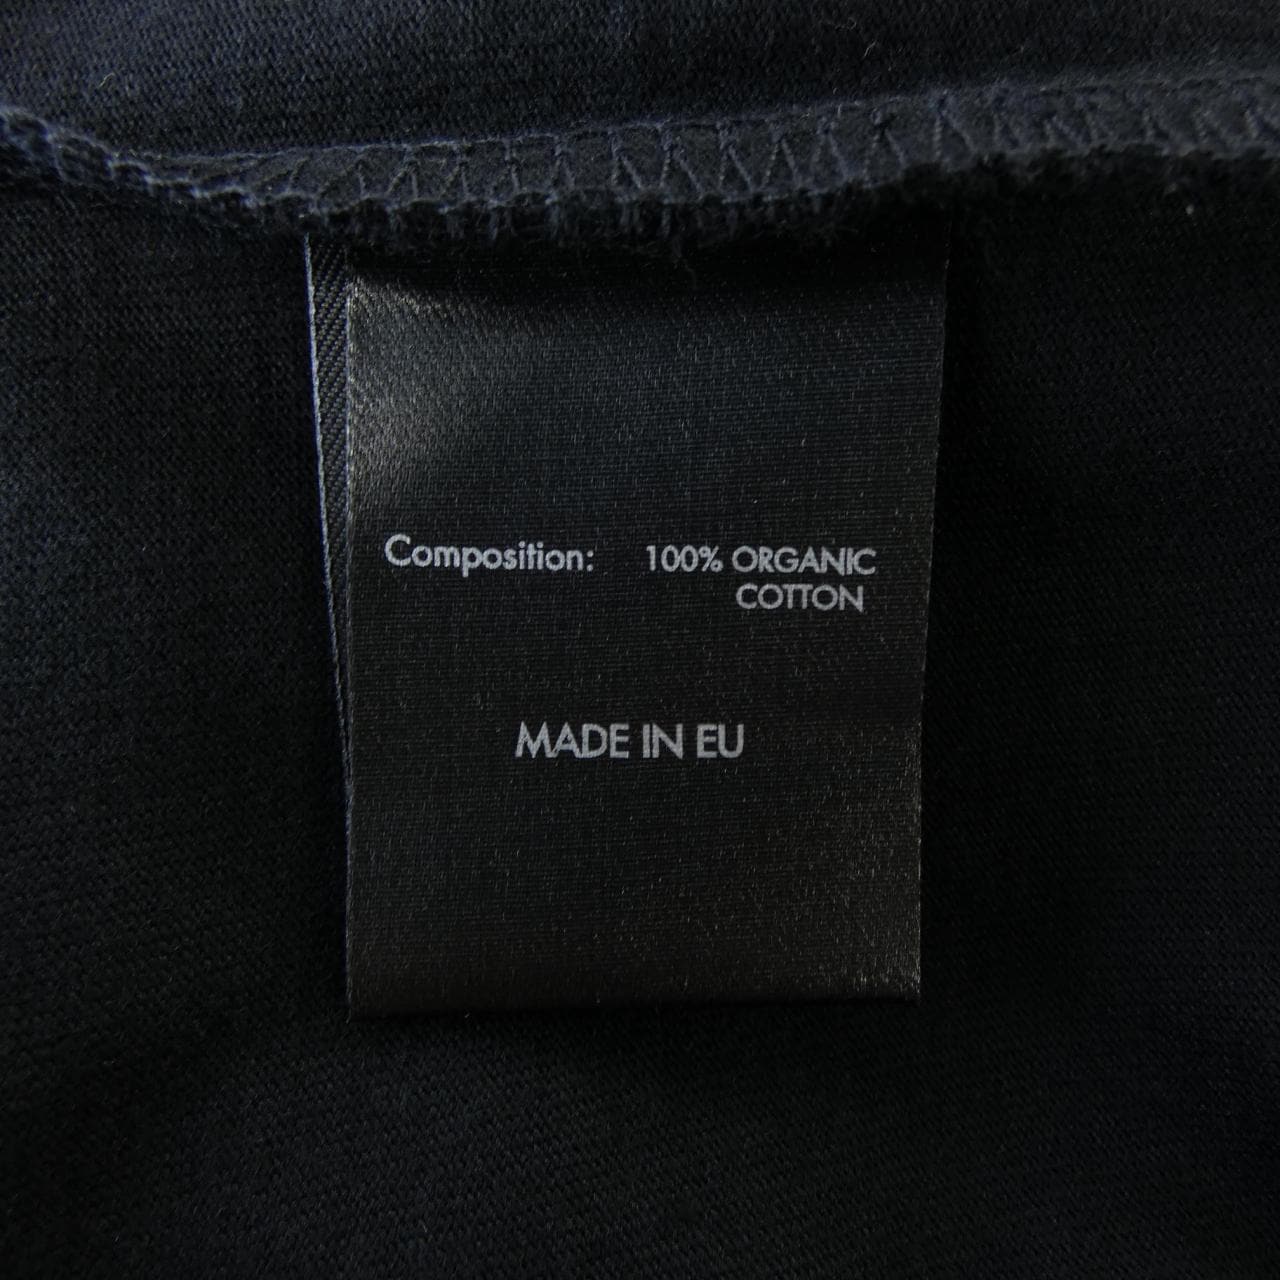 Composition: 100% ORGANIC
COTTON
MADE IN EU